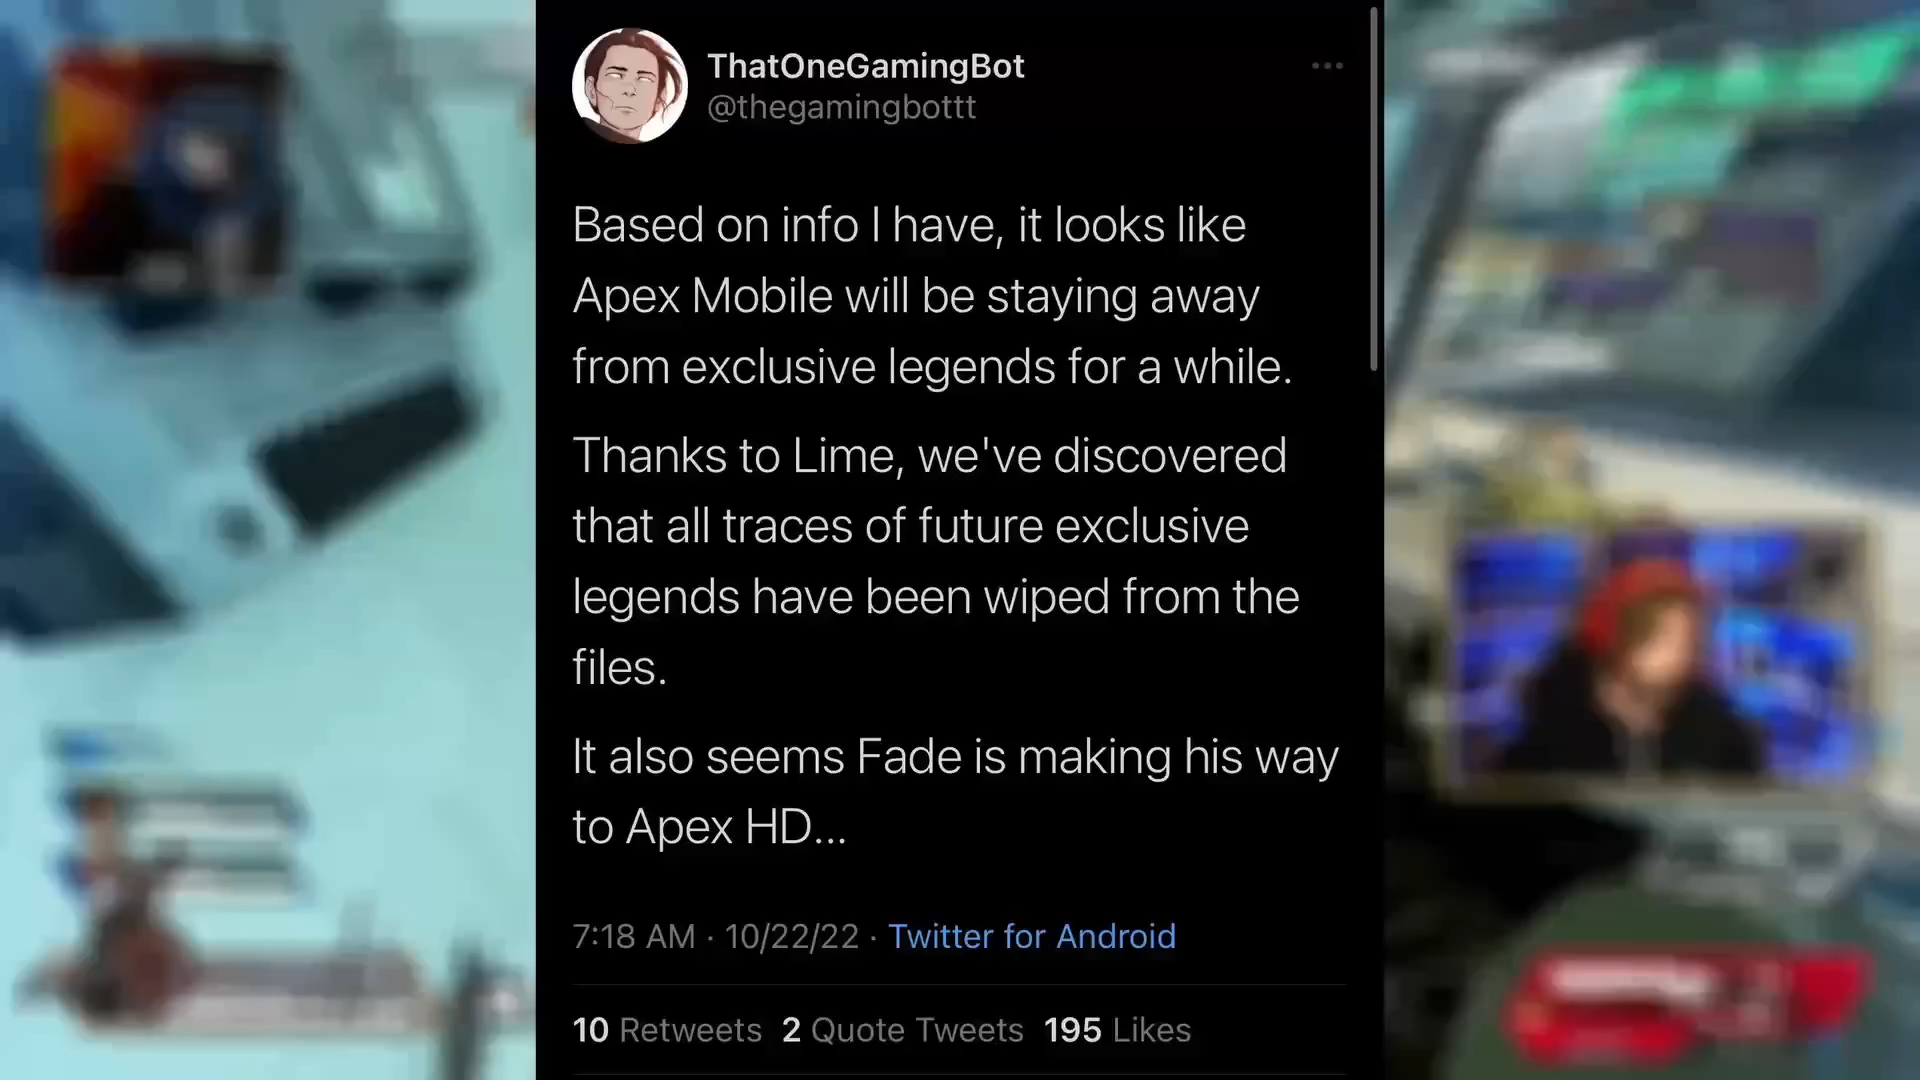 ThatOneGamingBot
@thegamingbottt
Based on info I have, it looks like
Apex Mobile will be staying away
from exclusive legends for a while.
Thanks to Lime, we've discovered
that all traces of future exclusive
legends have been wiped from the
files.
It also seems Fade is making his way
to Apex HD...
7:18 AM · 10/22/22 · Twitter for Android
10 Retweets 2 Quote Tweets 195 Likes